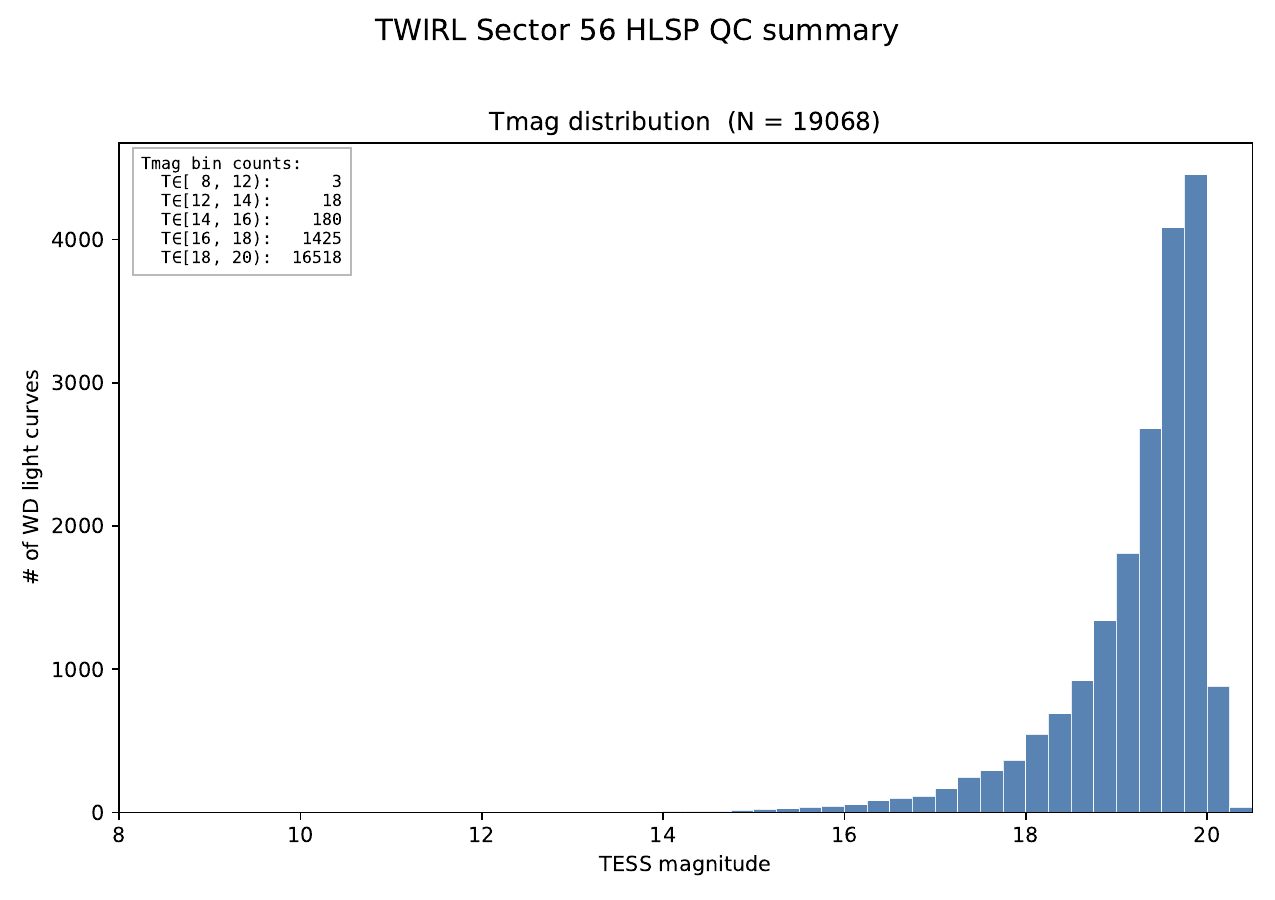 TWIRL Sector 56 HLSP QC summary
Tmag distribution  (N = 19068)
Tmag bin counts:
T∈[ 8, 12):      3
T∈[12, 14):     18
T∈[14, 16):    180
T∈[16, 18):   1425
T∈[18, 20):  16518
4000
3000
2000
1000
0
# of WD light curves
8 10 12 14 16 18 20
TESS magnitude